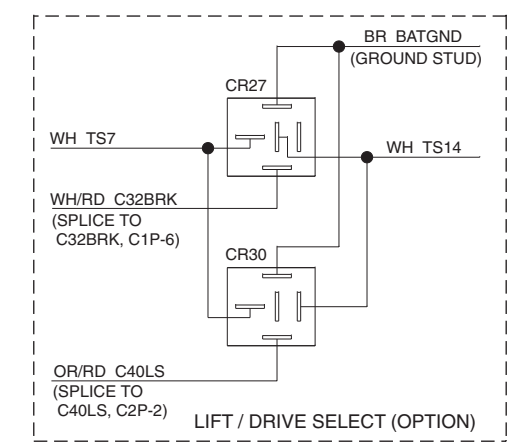 BR BATGND
(GROUND STUD)
CR27
WH TS7
WH TS14
WH/RD C32BRK
(SPLICE TO
C32BRK, C1P-6)
CR30
OR/RD C40LS
(SPLICE TO
C40LS, C2P-2)
LIFT / DRIVE SELECT (OPTION)